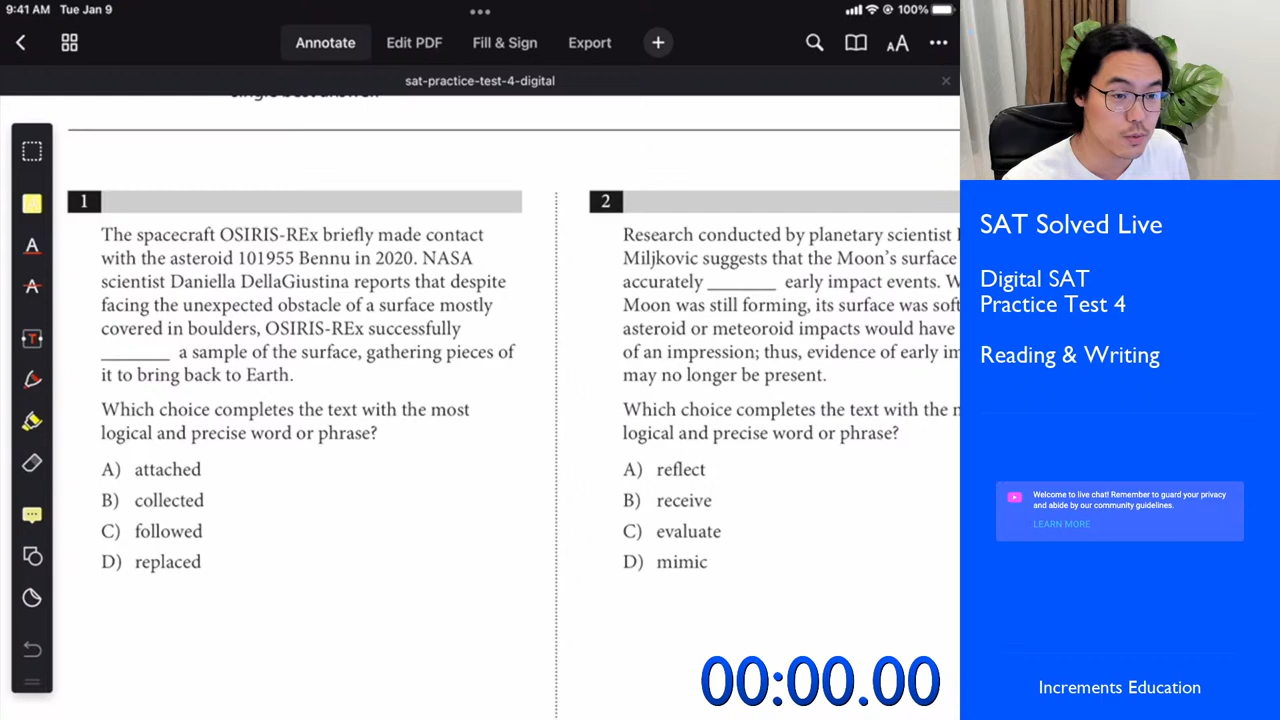 9:41 AM Tue Jan 9
100%
Annotate
Edit PDF
Fill & Sign
Export
AA
sat-practice-test-4-digital
single best answer.
1
The spacecraft OSIRIS-REx briefly made contact
with the asteroid 101955 Bennu in 2020. NASA
scientist Daniella DellaGiustina reports that despite
facing the unexpected obstacle of a surface mostly
covered in boulders, OSIRIS-REx successfully
_______ a sample of the surface, gathering pieces of
it to bring back to Earth.
Which choice completes the text with the most
logical and precise word or phrase?
A) attached
B) collected
C) followed
D) replaced
2
Research conducted by planetary scientist
Miljkovic suggests that the Moon’s surface
accurately _______ early impact events. W
Moon was still forming, its surface was soft
asteroid or meteoroid impacts would have
of an impression; thus, evidence of early im
may no longer be present.
Which choice completes the text with the
logical and precise word or phrase?
A) reflect
B) receive
C) evaluate
D) mimic
00:00.00
SAT Solved Live
Digital SAT
Practice Test 4
Reading & Writing
Welcome to live chat! Remember to guard your privacy
and abide by our community guidelines.
LEARN MORE
Increments Education